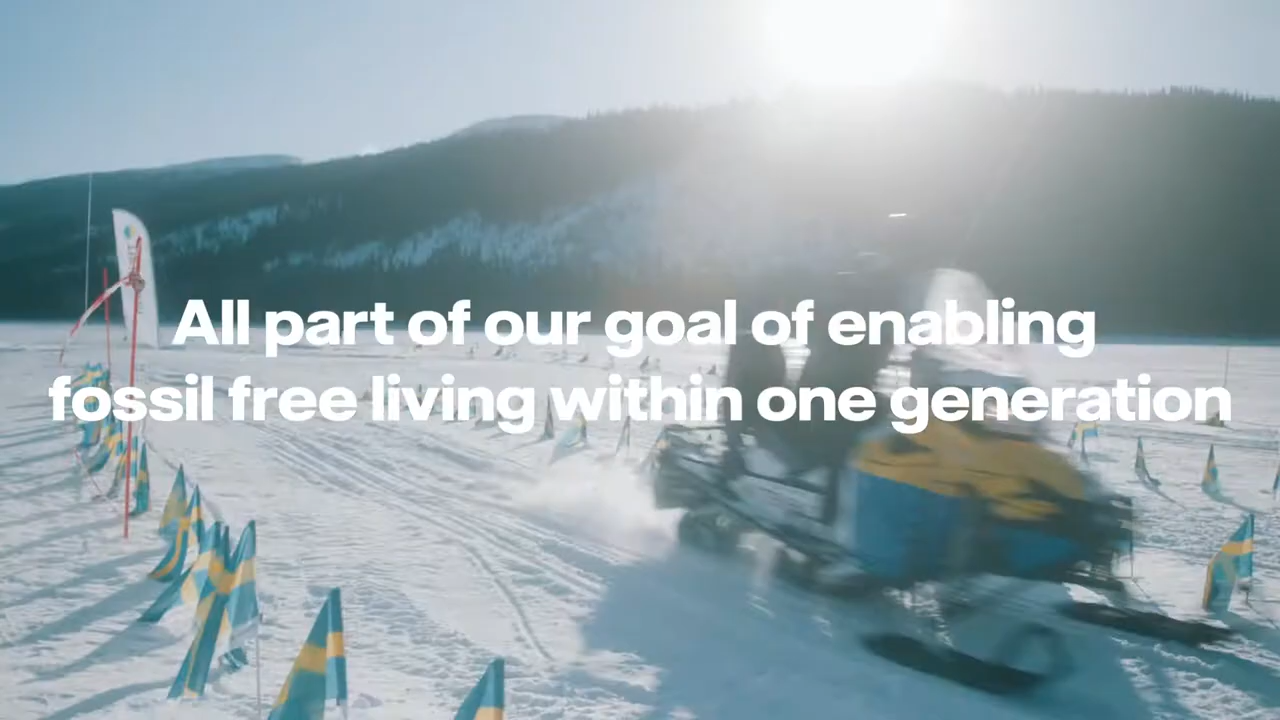 All part of our goal of enabling
fossil free living within one generation